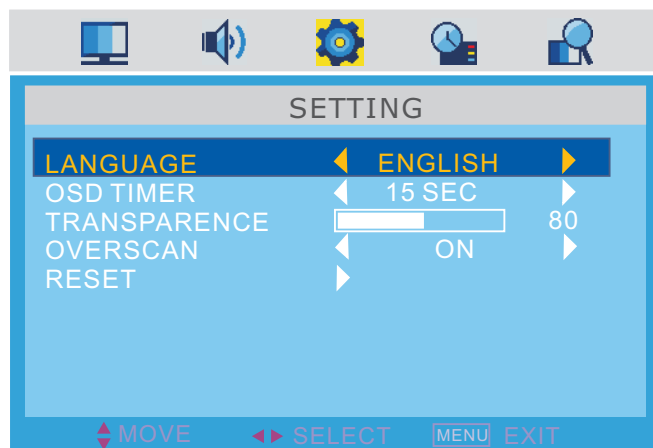 SETTING
LANGUAGE ENGLISH
OSD TIMER 15 SEC
TRANSPARENCE 80
OVERSCAN ON
RESET
MOVE SELECT MENU EXIT